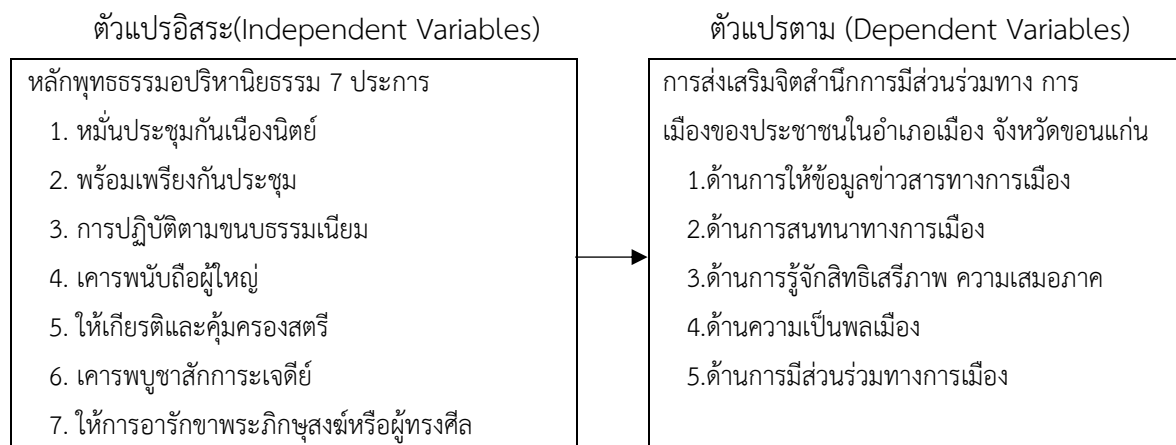 ตัวแปรอิสระ(Independent Variables)
หลักพุทธธรรมอปริหานิยธรรม 7 ประการ
1. หมั่นประชุมกันเนืองนิตย์
2. พร้อมเพรียงกันประชุม
3. การปฏิบัติตามขนบธรรมเนียม
4. เคารพนับถือผู้ใหญ่
5. ให้เกียรติและคุ้มครองสตรี
6. เคารพบูชาสักการะเจดีย์
7. ให้การอารักขาพระภิกษุสงฆ์หรือผู้ทรงศีล
ตัวแปรตาม (Dependent Variables)
การส่งเสริมจิตสำนึกการมีส่วนร่วมทาง การ
เมืองของประชาชนในอำเภอเมือง จังหวัดขอนแก่น
1.ด้านการให้ข้อมูลข่าวสารทางการเมือง
2.ด้านการสนทนาทางการเมือง
3.ด้านการรู้จักสิทธิเสรีภาพ ความเสมอภาค
4.ด้านความเป็นพลเมือง
5.ด้านการมีส่วนร่วมทางการเมือง